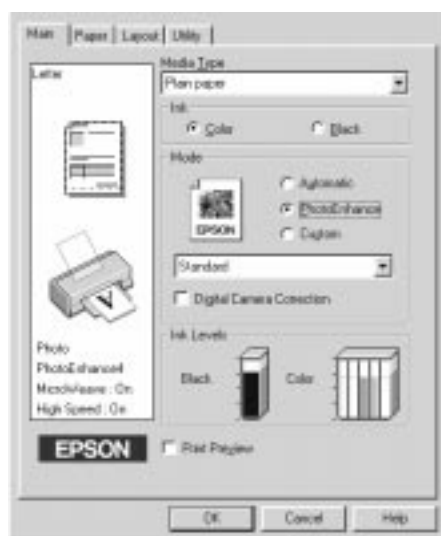 Main Paper Layout Utility
Letter
Media Type
Plain paper
Ink
Color Black
Mode
Automatic
PhotoEnhance
Custom
EPSON
Standard
Digital Camera Correction
Ink Levels
Black Color
Photo
PhotoEnhance4
MicroWeave : On
High Speed : On
EPSON
Print Preview
OK Cancel Help